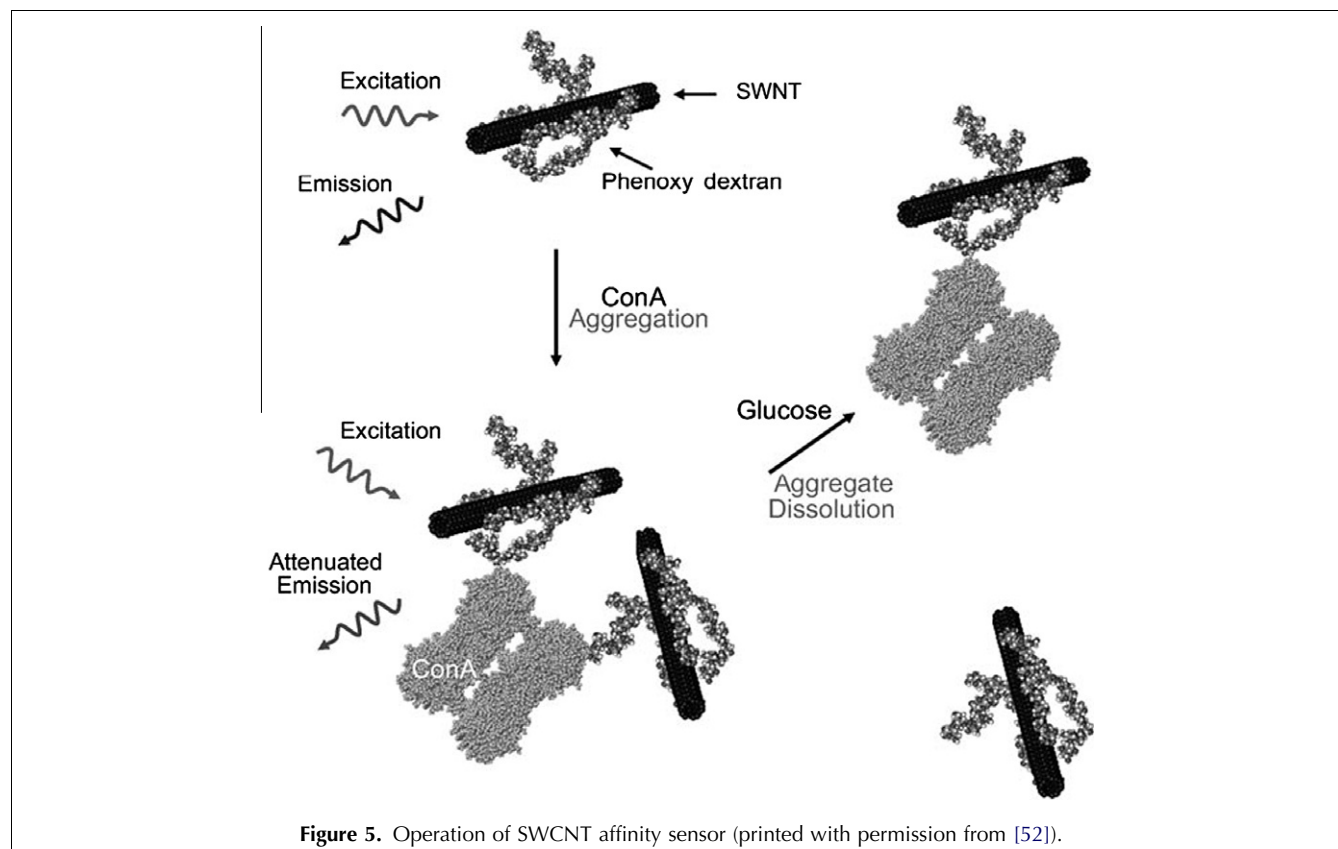 Excitation
SWNT
Phenoxy dextran
Emission
ConA
Aggregation
Excitation
Glucose
Aggregate
Dissolution
Attenuated
Emission
ConA
Figure 5. Operation of SWCNT affinity sensor (printed with permission from [52]).